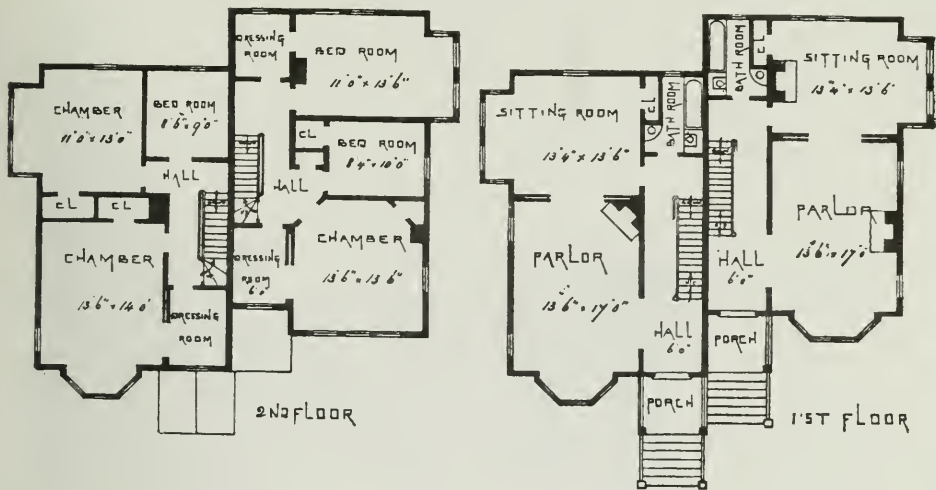 DRESSING
ROOM
BED ROOM
11'0" x 13'6"
CHAMBER
11'0" x 13'0"
BED ROOM
8'6" x 9'0"
CL
BED ROOM
8'4" x 10'0"
HALL
HALL
CL
CL
CHAMBER
13'6" x 14'0"
DRESSING
ROOM
6'0"
CHAMBER
13'6" x 13'6"
DRESSING
ROOM
2ND FLOOR
SITTING ROOM
13'4" x 13'6"
CL
BATH ROOM
BATH ROOM
CL
SITTING ROOM
13'4" x 13'6"
PARLOR
13'6" x 17'0"
HALL
6'0"
PORCH
HALL
6'0"
PARLOR
13'6" x 17'0"
PORCH
1'ST FLOOR